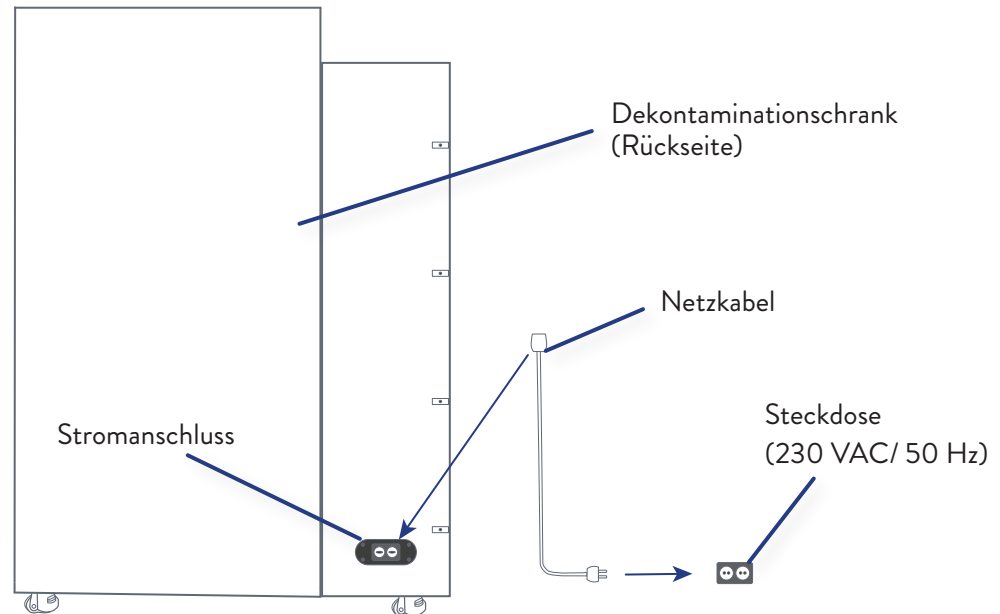 Dekontaminationschrank
(Rückseite)
Netzkabel
Steckdose
(230 VAC/ 50 Hz)
Stromanschluss